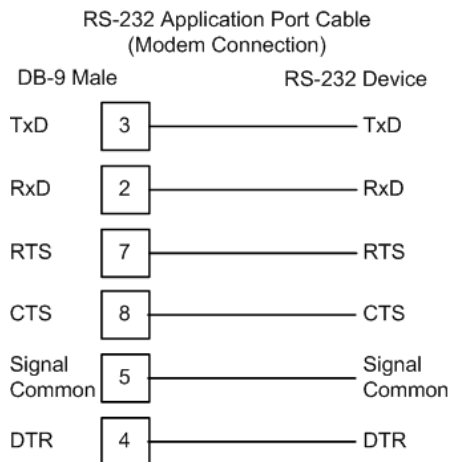 RS-232 Application Port Cable
(Modem Connection)
DB-9 Male RS-232 Device
TxD 3 TxD
RxD 2 RxD
RTS 7 RTS
CTS 8 CTS
Signal Signal
Common 5 Common
DTR 4 DTR